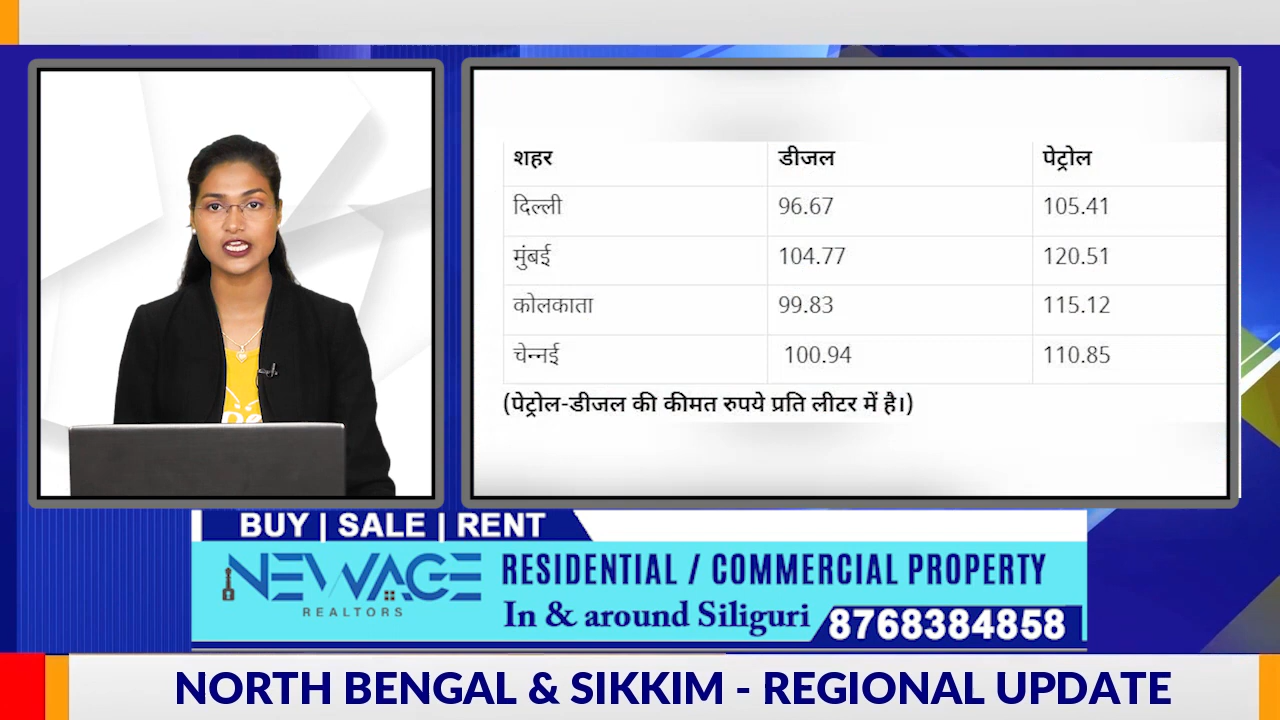 शहर डीजल पेट्रोल
दिल्ली 96.67 105.41
मुंबई 104.77 120.51
कोलकाता 99.83 115.12
चेन्नई 100.94 110.85
(पेट्रोल-डीजल की कीमत रुपये प्रति लीटर में है।)
BUY | SALE | RENT
NEWAGE
REALTORS
RESIDENTIAL / COMMERCIAL PROPERTY
In & around Siliguri
8768384858
NORTH BENGAL & SIKKIM - REGIONAL UPDATE